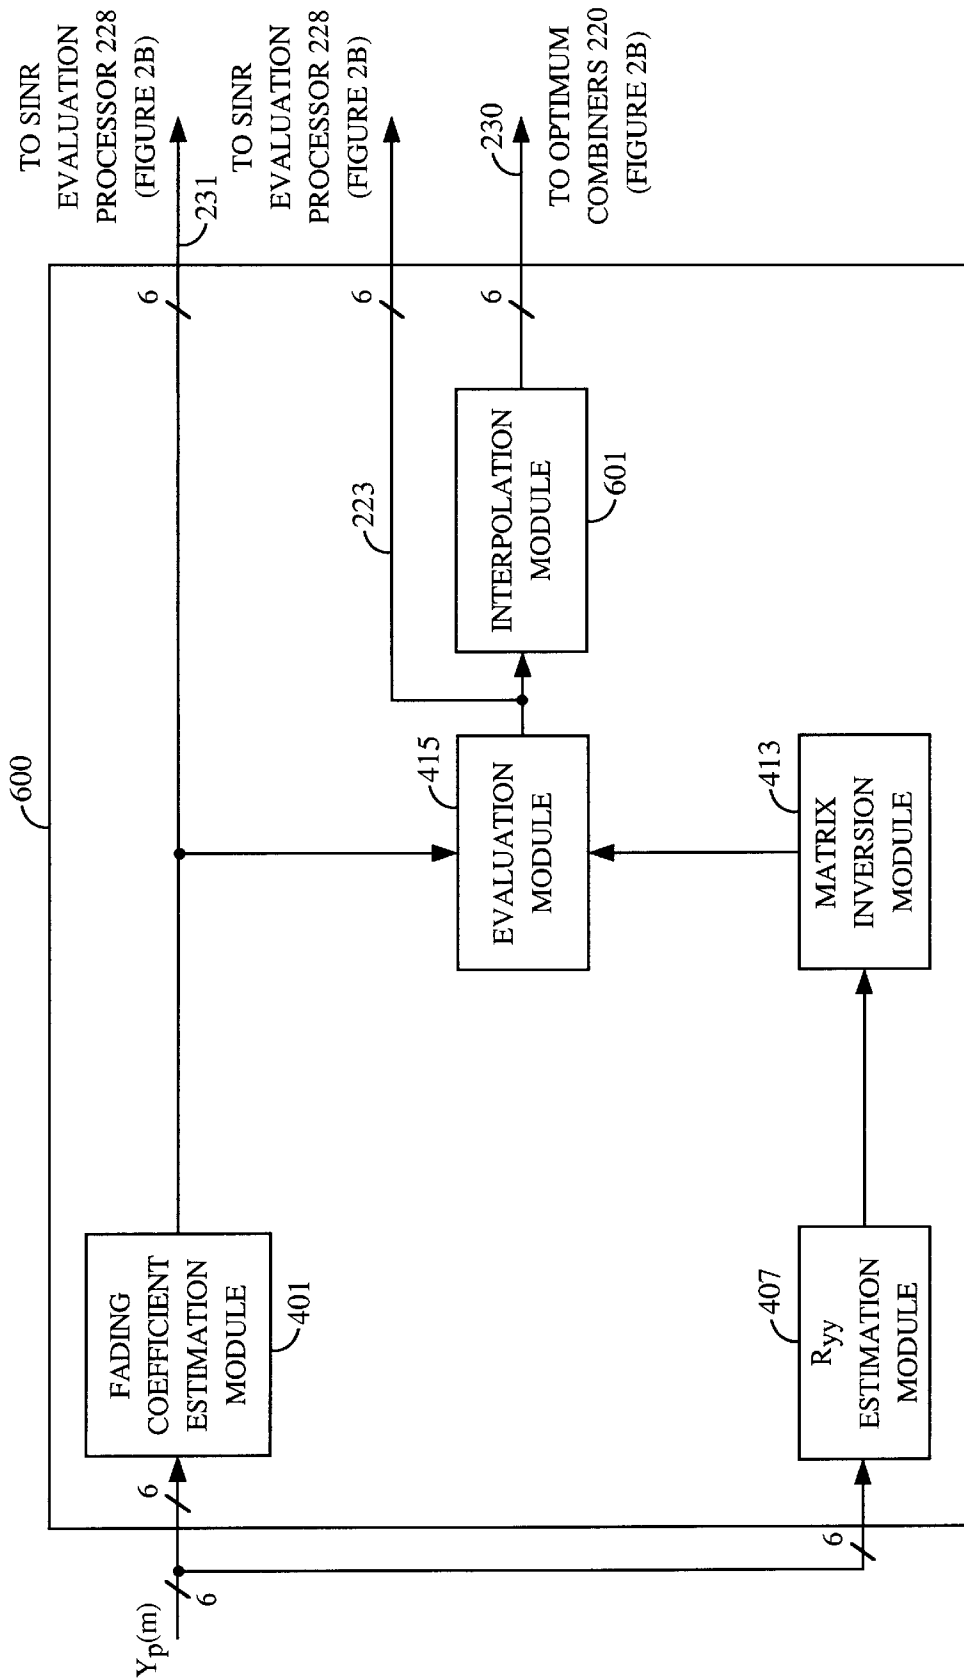 600
Yp(m)
6
6
6
FADING
COEFFICIENT
ESTIMATION
MODULE
401
Ryy
ESTIMATION
MODULE
407
MATRIX
INVERSION
MODULE
413
EVALUATION
MODULE
415
INTERPOLATION
MODULE
601
223
6
6
6
231
230
TO SINR
EVALUATION
PROCESSOR 228
(FIGURE 2B)
TO SINR
EVALUATION
PROCESSOR 228
(FIGURE 2B)
TO OPTIMUM
COMBINERS 220
(FIGURE 2B)